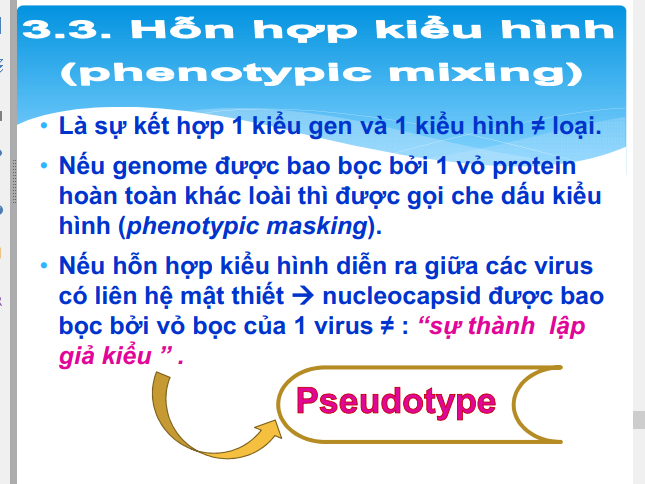 3.3. Hỗn hợp kiểu hình
(phenotypic mixing)
• Là sự kết hợp 1 kiểu gen và 1 kiểu hình ≠ loại.
• Nếu genome được bao bọc bởi 1 vỏ protein
hoàn toàn khác loài thì được gọi che dấu kiểu
hình (phenotypic masking).
• Nếu hỗn hợp kiểu hình diễn ra giữa các virus
có liên hệ mật thiết → nucleocapsid được bao
bọc bởi vỏ bọc của 1 virus ≠ : “sự thành lập
giả kiểu ” .
Pseudotype